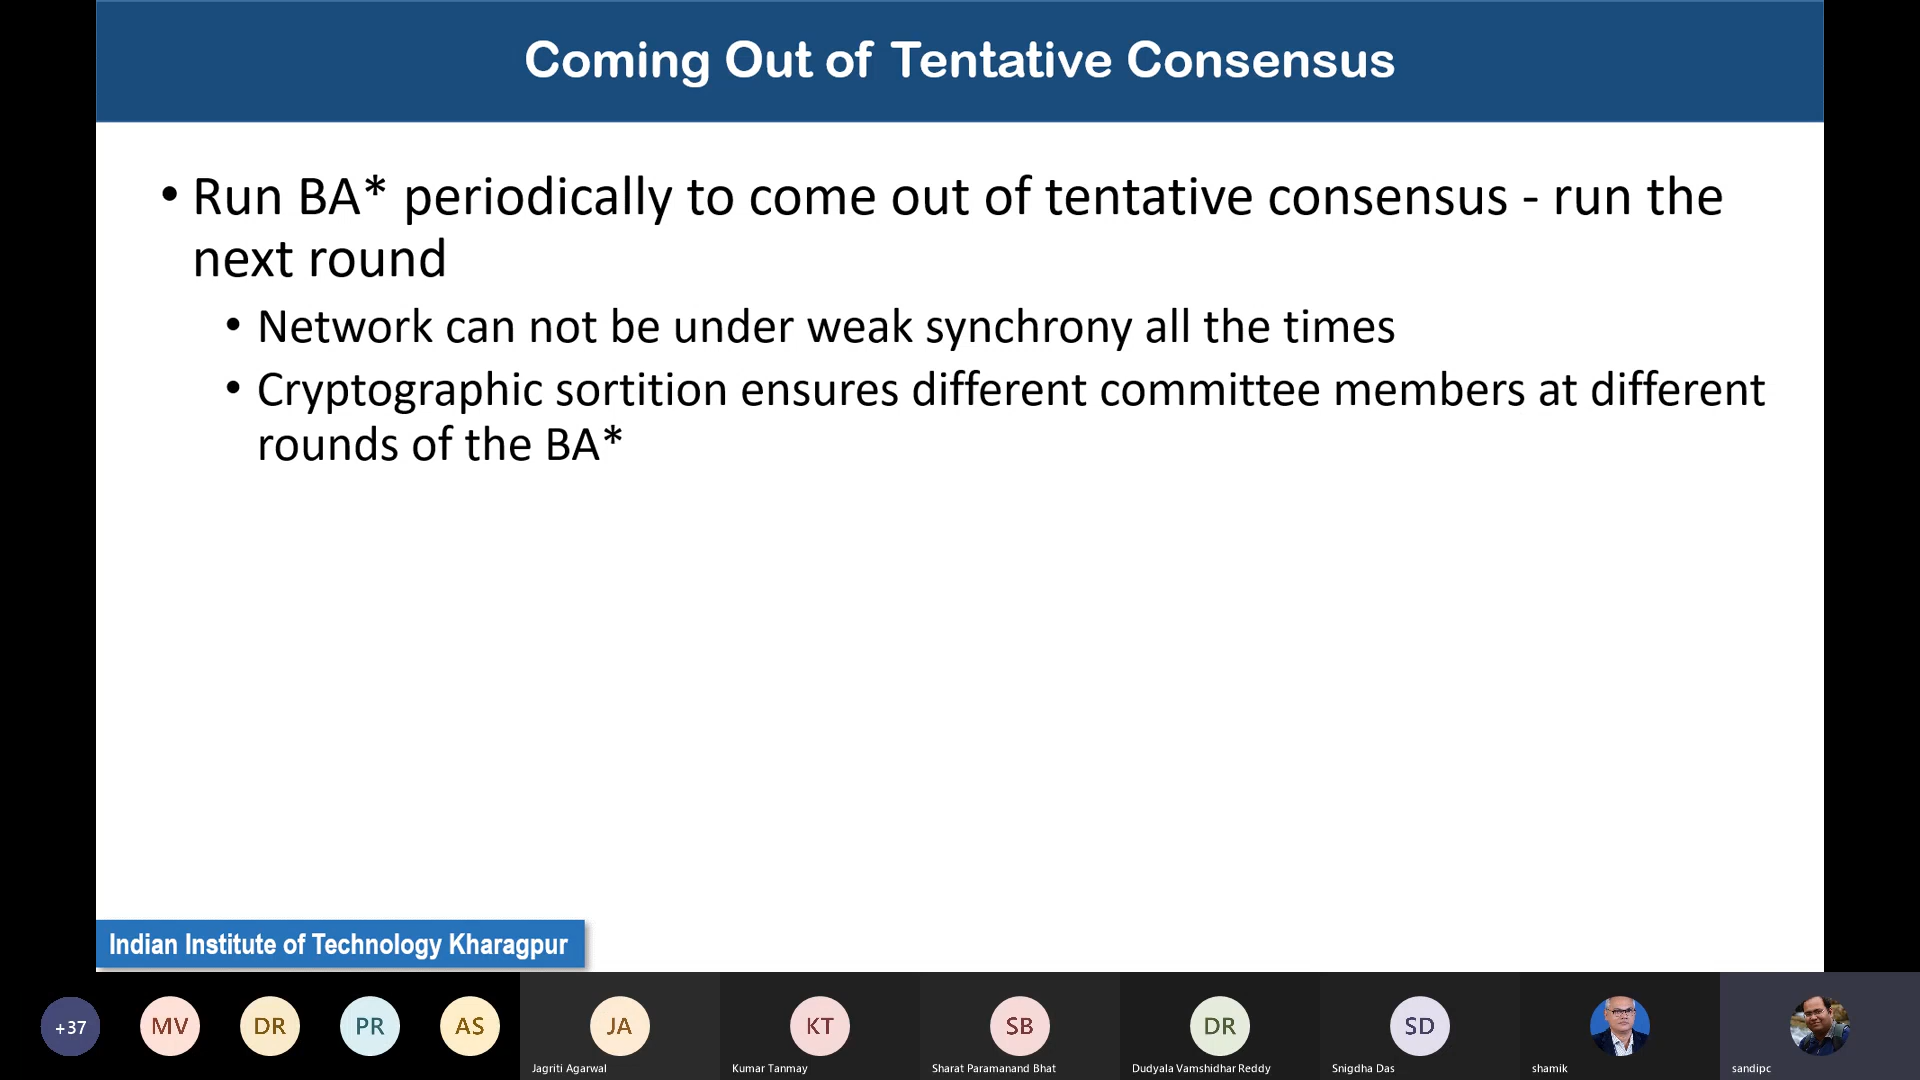 Coming Out of Tentative Consensus
• Run BA* periodically to come out of tentative consensus - run the
next round
• Network can not be under weak synchrony all the times
• Cryptographic sortition ensures different committee members at different
rounds of the BA*
Indian Institute of Technology Kharagpur
+37 MV DR PR AS JA KT SB DR SD
Jagriti Agarwal Kumar Tanmay Sharat Paramanand Bhat Dudyala Vamshidhar Reddy Snigdha Das shamik sandipc